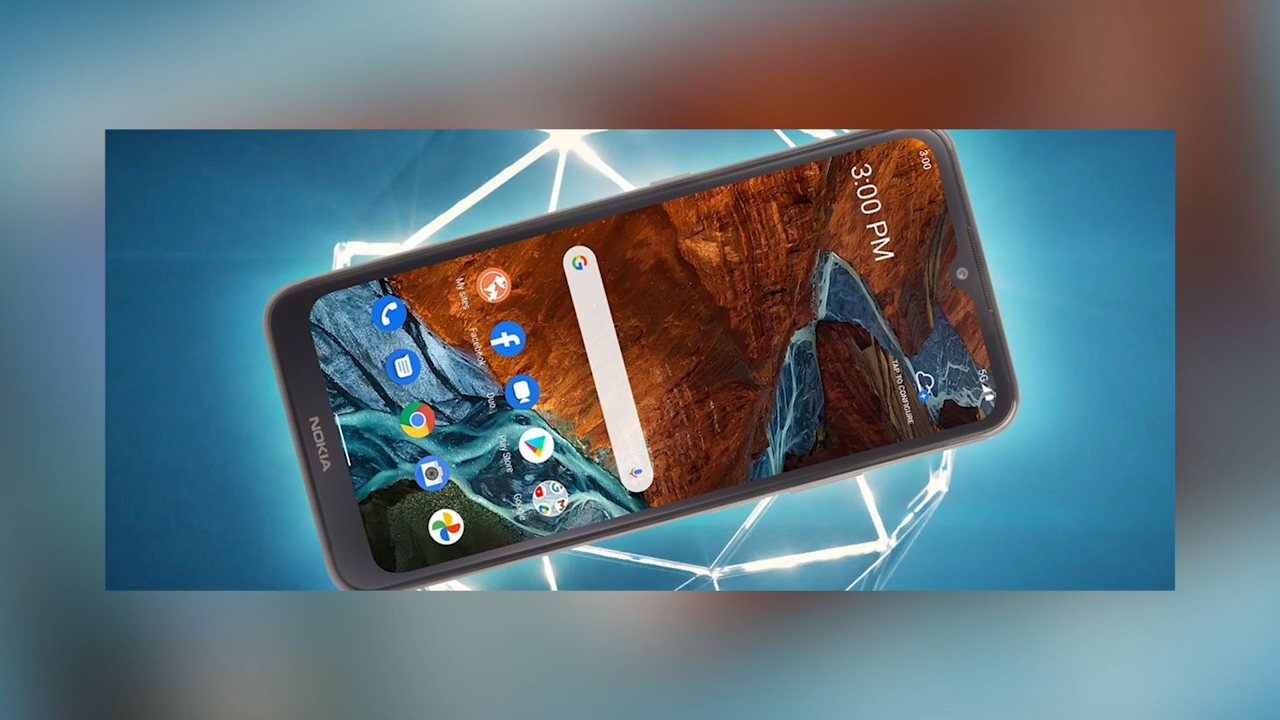 3:00
5G
3:00 PM
TAP TO CONFIGURE
My sites
Facebook
Duo
Play Store
Google
NOKIA